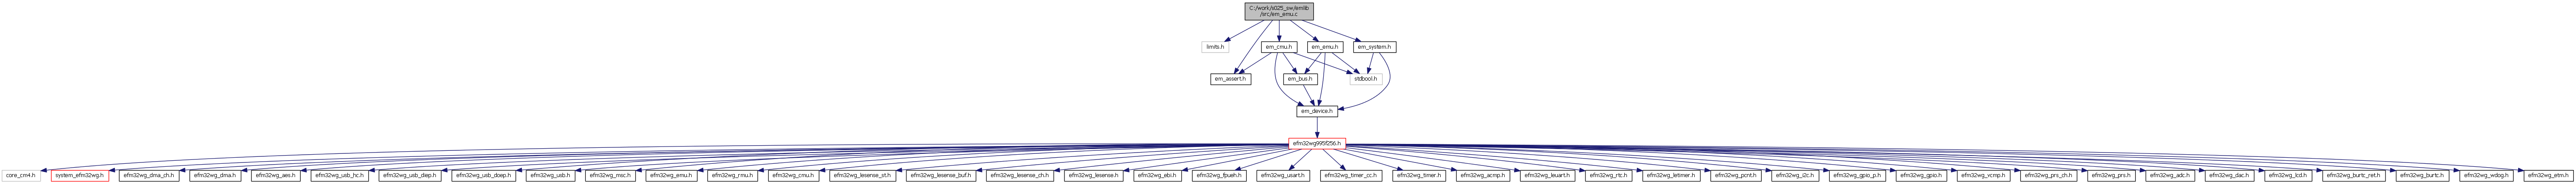 C:/work/s025_sw/emlib
/src/em_emu.c
limits.h
em_cmu.h
em_emu.h
em_system.h
em_assert.h
em_bus.h
stdbool.h
em_device.h
efm32wg995f256.h
core_cm4.h
system_efm32wg.h
efm32wg_dma_ch.h
efm32wg_dma.h
efm32wg_aes.h
efm32wg_usb_hc.h
efm32wg_usb_diep.h
efm32wg_usb_doep.h
efm32wg_usb.h
efm32wg_msc.h
efm32wg_emu.h
efm32wg_rmu.h
efm32wg_cmu.h
efm32wg_lesense_st.h
efm32wg_lesense_buf.h
efm32wg_lesense_ch.h
efm32wg_lesense.h
efm32wg_ebi.h
efm32wg_fpueh.h
efm32wg_usart.h
efm32wg_timer_cc.h
efm32wg_timer.h
efm32wg_acmp.h
efm32wg_leuart.h
efm32wg_rtc.h
efm32wg_letimer.h
efm32wg_pcnt.h
efm32wg_i2c.h
efm32wg_gpio_p.h
efm32wg_gpio.h
efm32wg_vcmp.h
efm32wg_prs_ch.h
efm32wg_prs.h
efm32wg_adc.h
efm32wg_dac.h
efm32wg_lcd.h
efm32wg_burtc_ret.h
efm32wg_burtc.h
efm32wg_wdog.h
efm32wg_etm.h